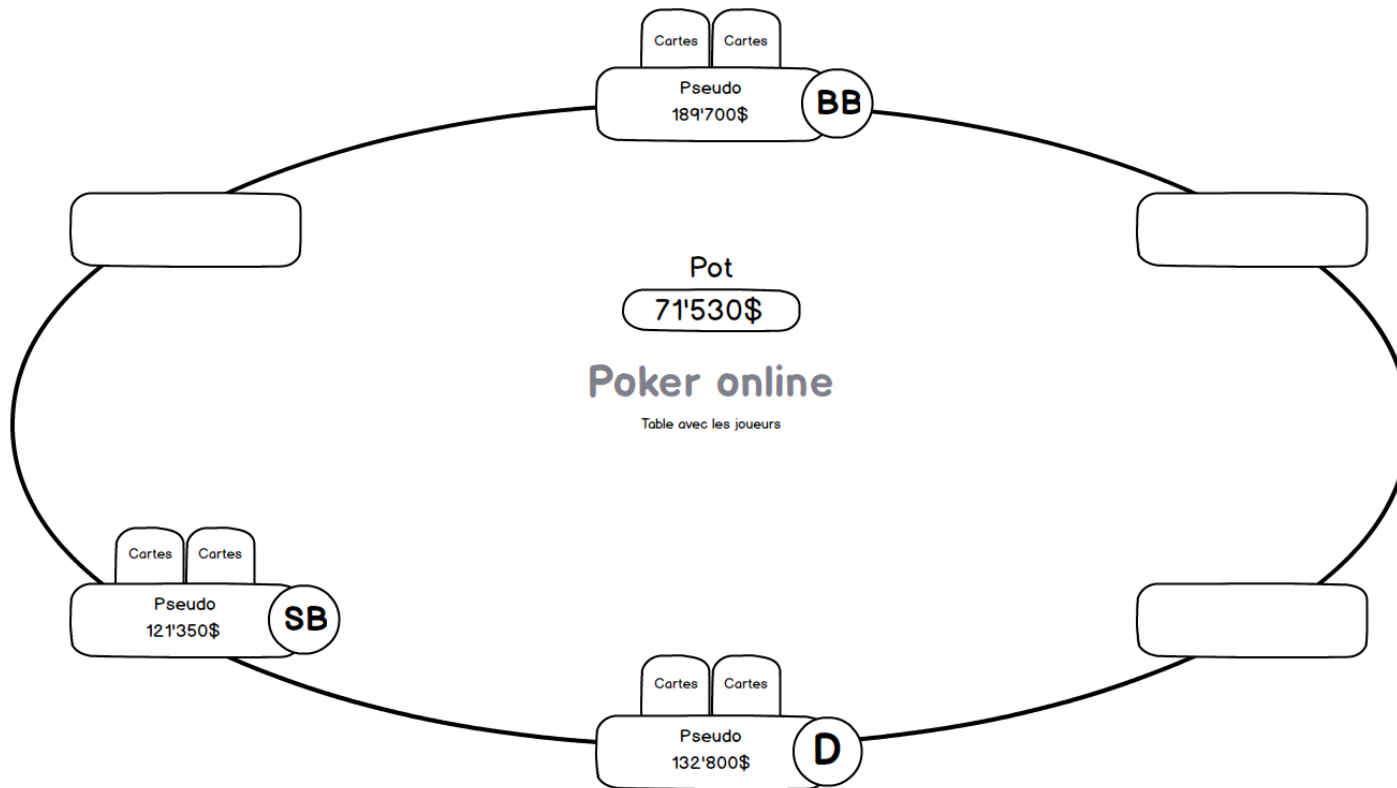 Cartes Cartes
Pseudo
189'700$
BB
Pot
71'530$
Poker online
Table avec les joueurs
Cartes Cartes
Pseudo
121'350$
SB
Cartes Cartes
Pseudo
132'800$
D